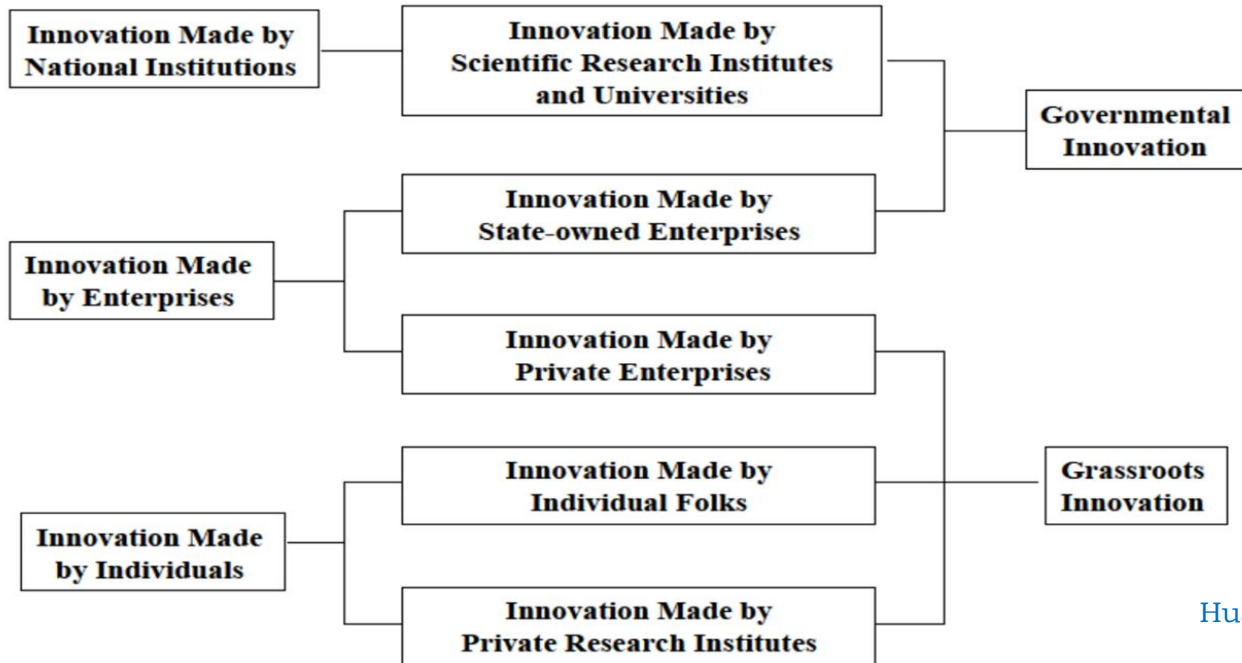 Innovation Made by
National Institutions
Innovation Made by
Scientific Research Institutes
and Universities
Governmental
Innovation
Innovation Made by
State-owned Enterprises
Innovation Made
by Enterprises
Innovation Made by
Private Enterprises
Innovation Made by
Individual Folks
Grassroots
Innovation
Innovation Made
by Individuals
Innovation Made by
Private Research Institutes